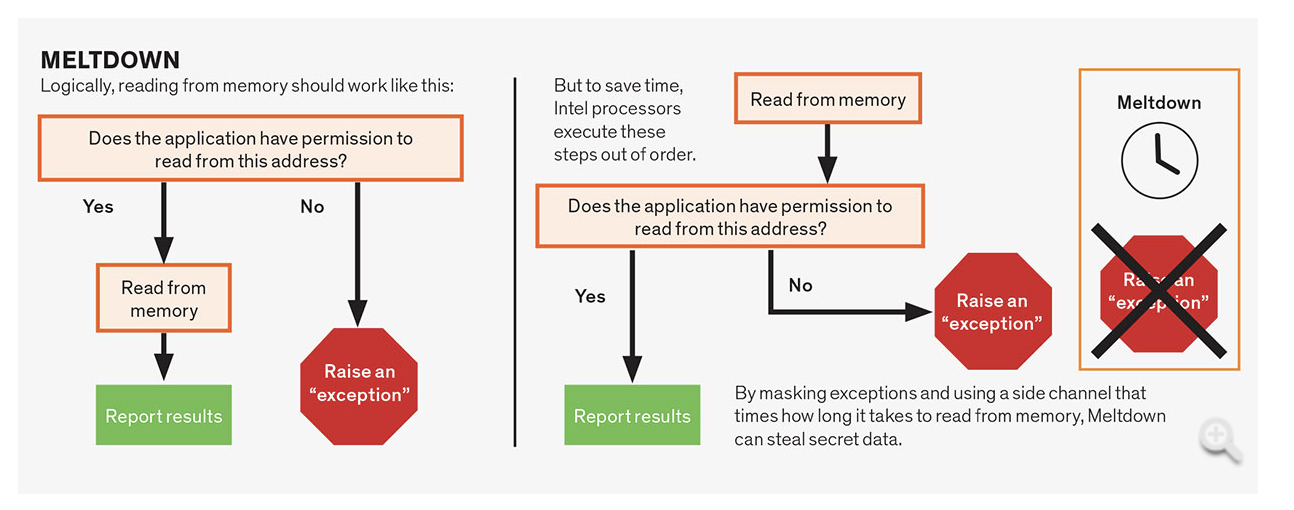 MELTDOWN
Logically, reading from memory should work like this:
Does the application have permission to
read from this address?
Yes
No
Read from
memory
Report results
Raise an
“exception”
But to save time,
Intel processors
execute these
steps out of order.
Read from memory
Does the application have permission to
read from this address?
Yes
No
Report results
Raise an
“exception”
Meltdown
Raise an
“exception”
By masking exceptions and using a side channel that
times how long it takes to read from memory, Meltdown
can steal secret data.